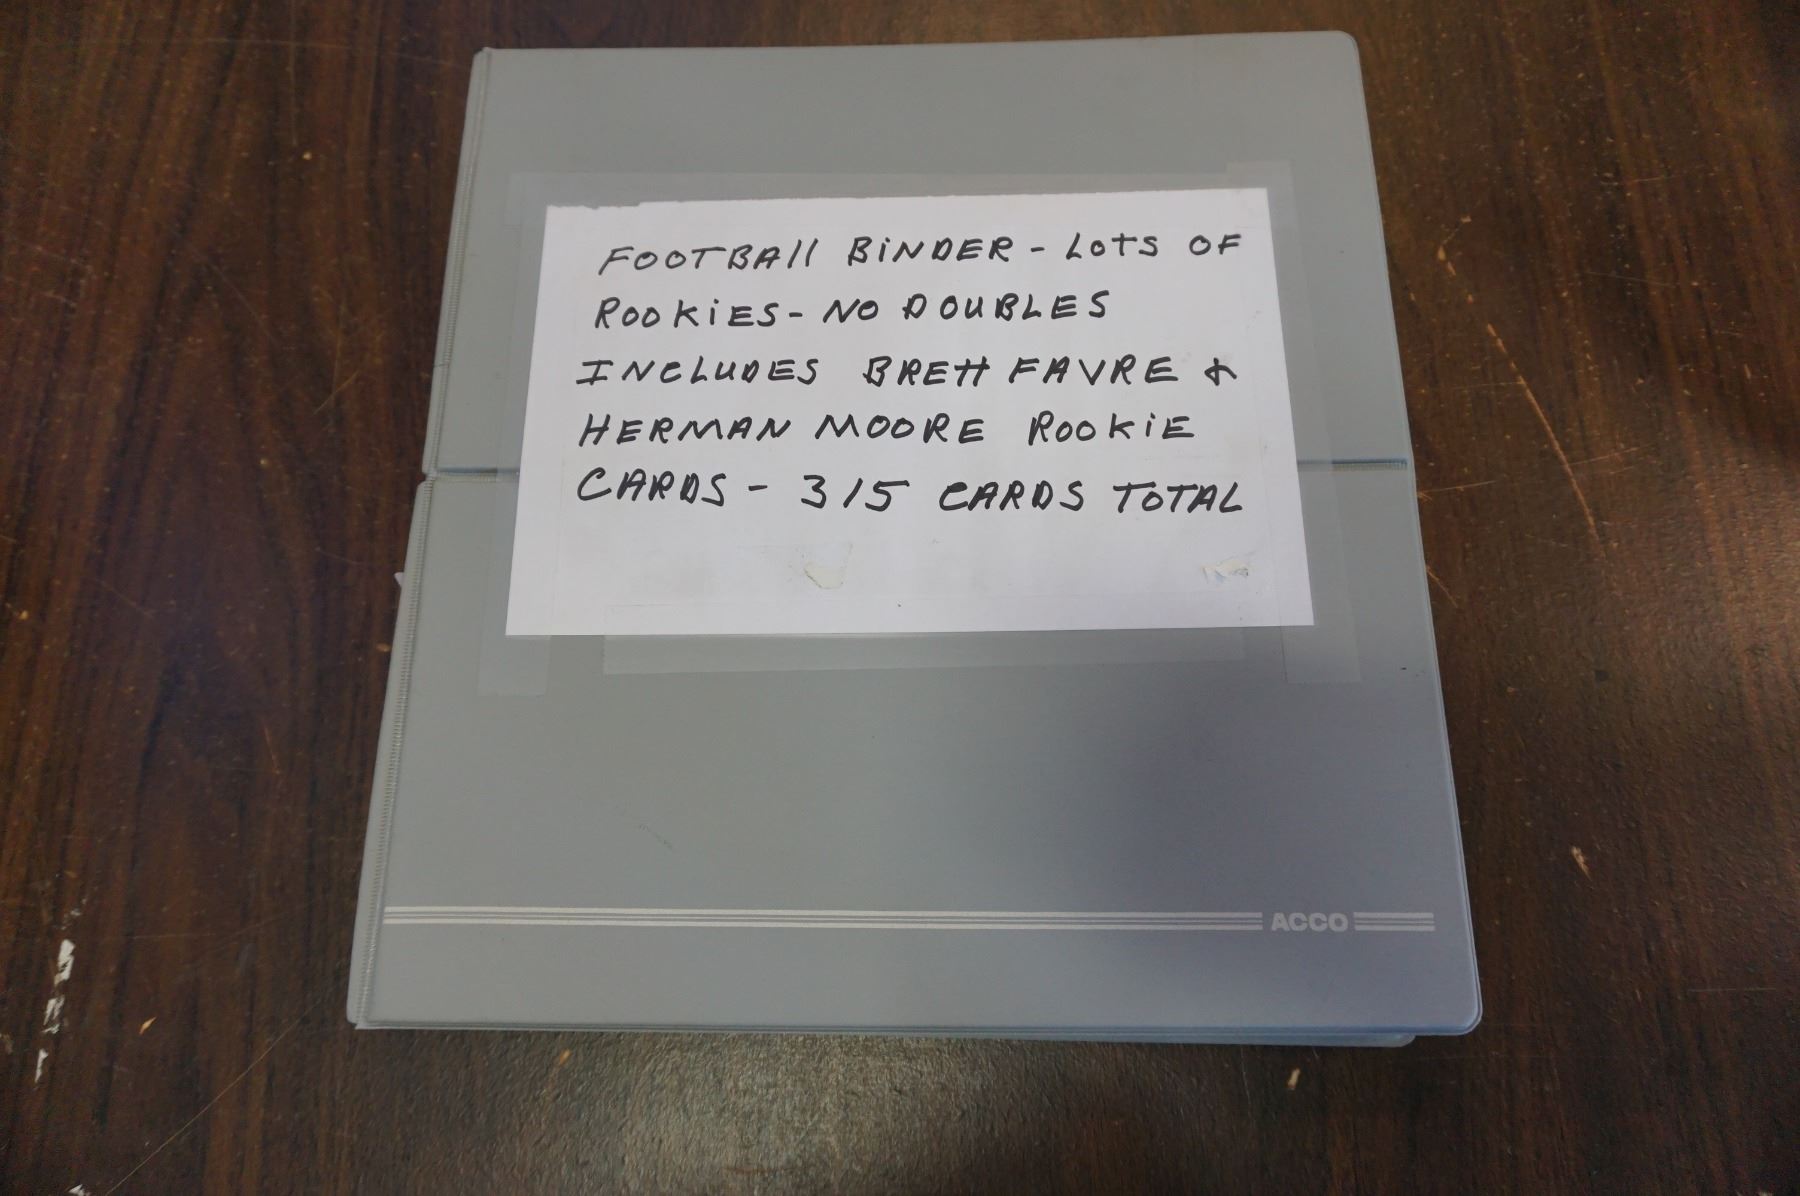 FOOTBAll BiNDER - LOTS OF
ROOKiES - NO DOUBLES
INCLUDES BRETT FAVRE &
HERMAN MOORE ROOKiE
CARDS - 315 CARDS TOTAL
ACCO